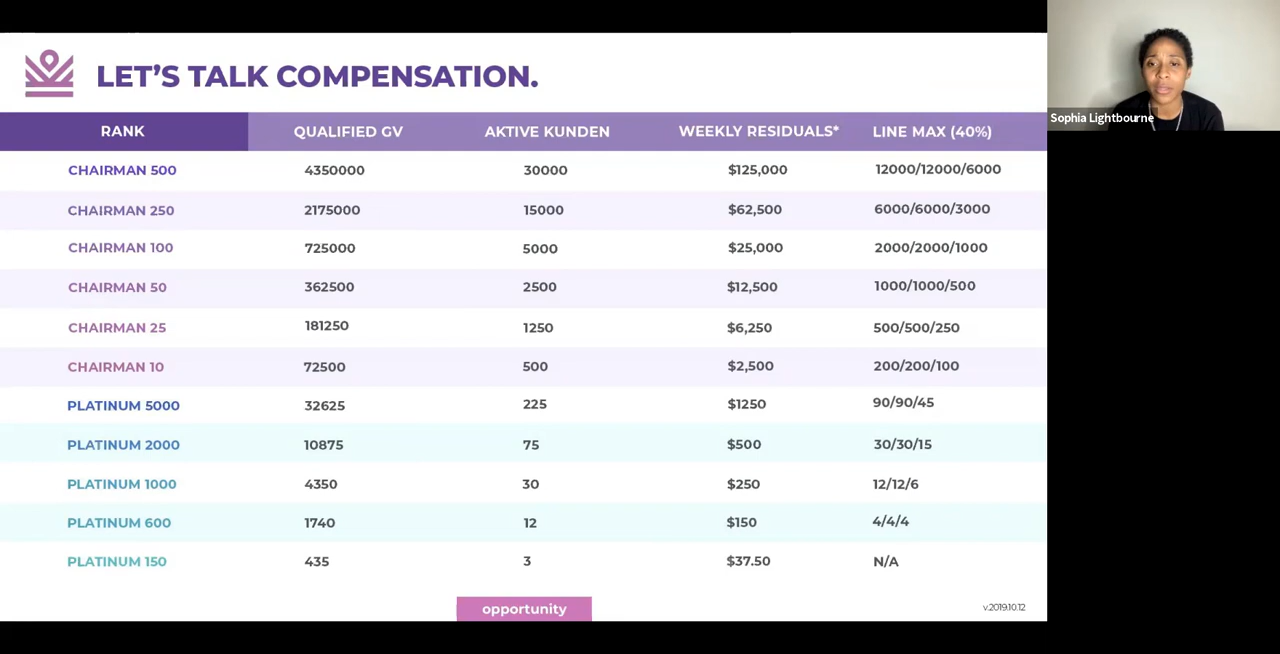 LET'S TALK COMPENSATION.
Sophia Lightbourne
RANK QUALIFIED GV AKTIVE KUNDEN WEEKLY RESIDUALS* LINE MAX (40%)
CHAIRMAN 500 4350000 30000 $125,000 12000/12000/6000
CHAIRMAN 250 2175000 15000 $62,500 6000/6000/3000
CHAIRMAN 100 725000 5000 $25,000 2000/2000/1000
CHAIRMAN 50 362500 2500 $12,500 1000/1000/500
CHAIRMAN 25 181250 1250 $6,250 500/500/250
CHAIRMAN 10 72500 500 $2,500 200/200/100
PLATINUM 5000 32625 225 $1250 90/90/45
PLATINUM 2000 10875 75 $500 30/30/15
PLATINUM 1000 4350 30 $250 12/12/6
PLATINUM 600 1740 12 $150 4/4/4
PLATINUM 150 435 3 $37.50 N/A
opportunity
v.2019.10.12